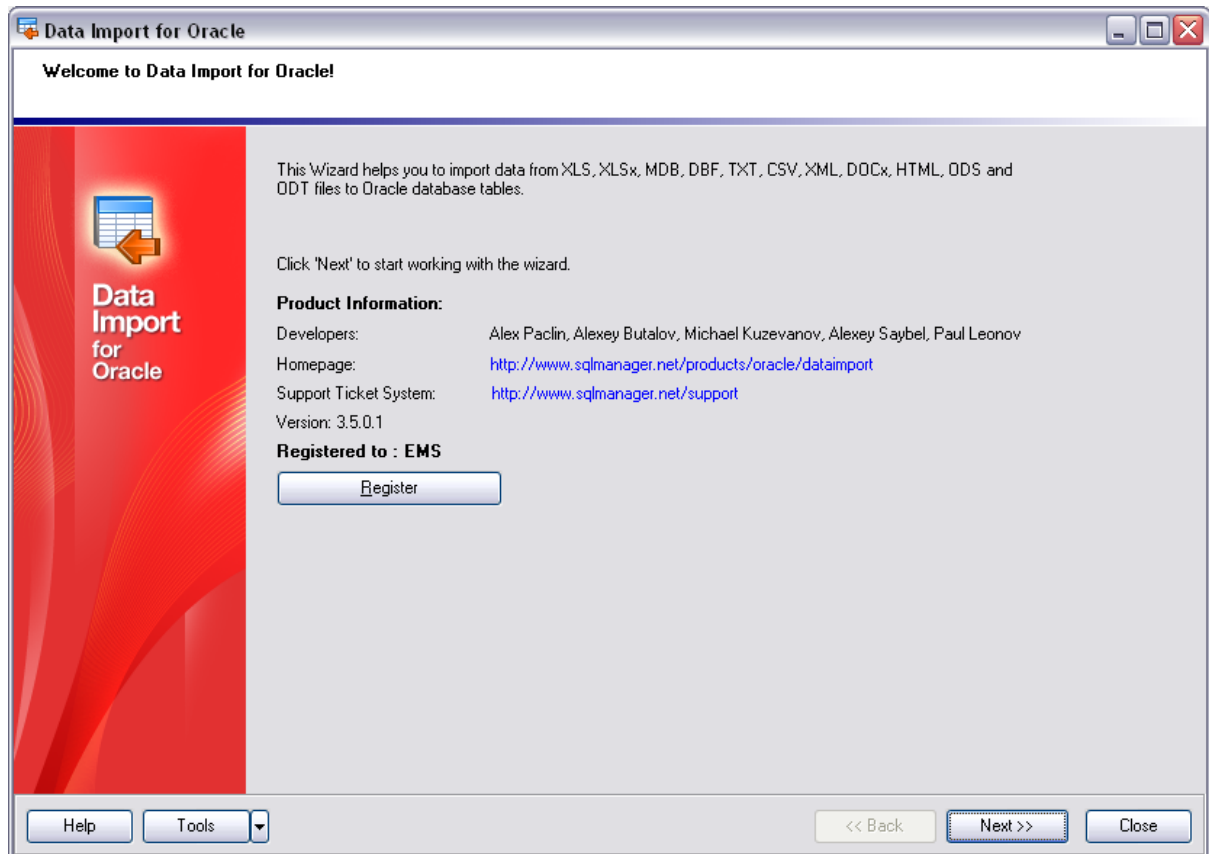 Data Import for Oracle
Welcome to Data Import for Oracle!
This Wizard helps you to import data from XLS, XLSx, MDB, DBF, TXT, CSV, XML, DOCx, HTML, ODS and
ODT files to Oracle database tables.
Click 'Next' to start working with the wizard.
Data
Import
for
Oracle
Product Information:
Developers: Alex Paclin, Alexey Butalov, Michael Kuzevanov, Alexey Saybel, Paul Leonov
Homepage: http://www.sqlmanager.net/products/oracle/dataimport
Support Ticket System: http://www.sqlmanager.net/support
Version: 3.5.0.1
Registered to : EMS
Register
Help Tools << Back Next >> Close